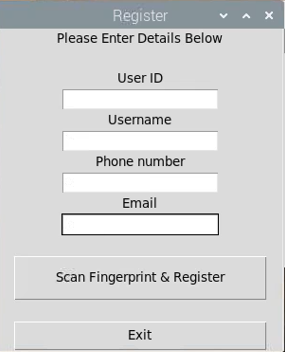 Register
Please Enter Details Below
User ID
Username
Phone number
Email
Scan Fingerprint & Register
Exit